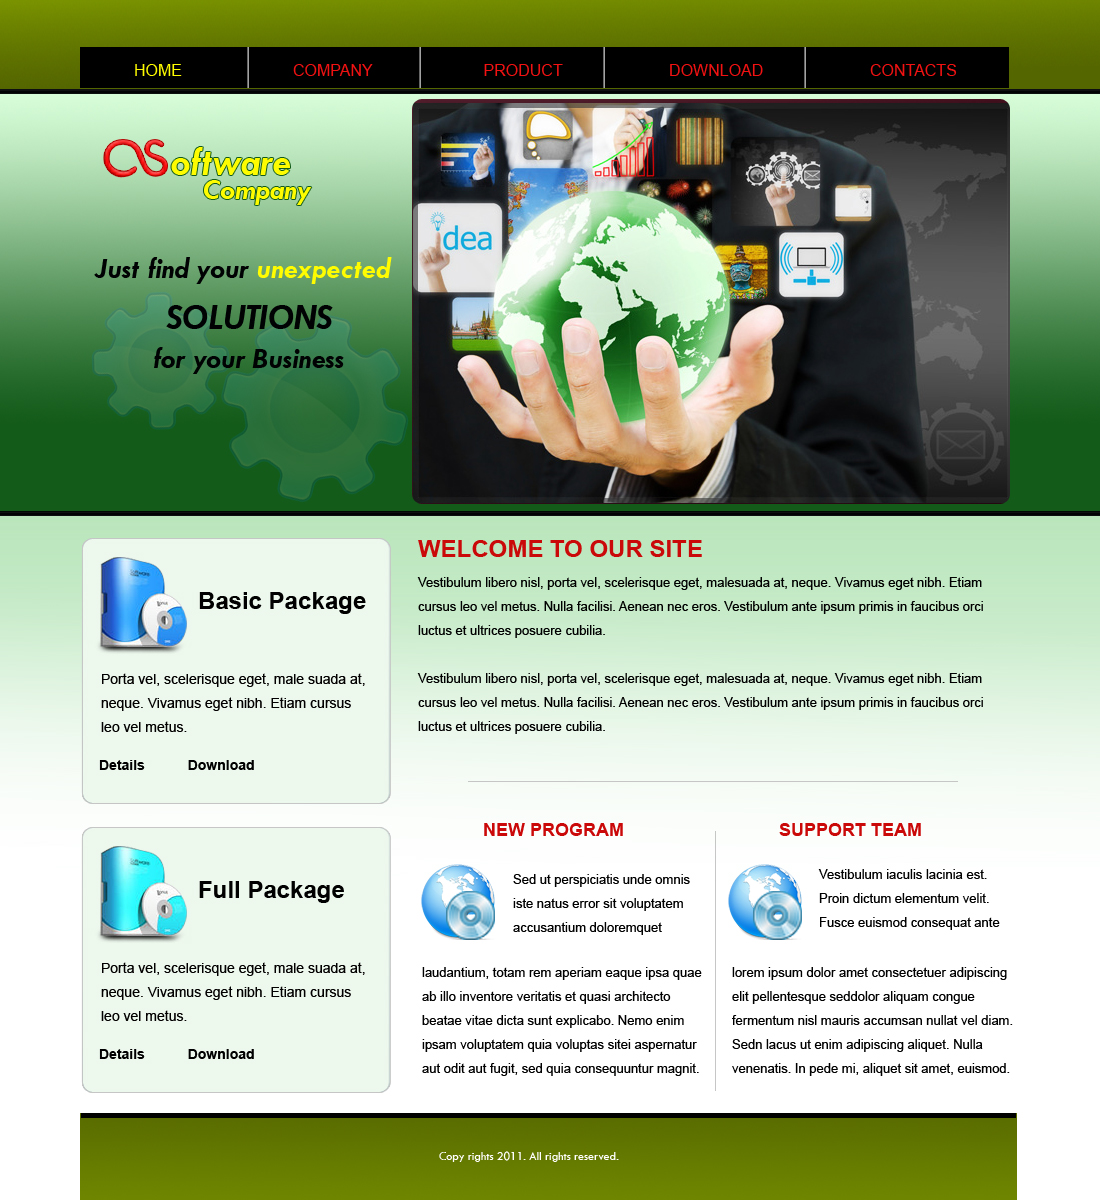 HOME COMPANY PRODUCT DOWNLOAD CONTACTS
OSoftware
Company
Just find your unexpected
SOLUTIONS
for your Business
idea
Basic Package
Porta vel, scelerisque eget, male suada at,
neque. Vivamus eget nibh. Etiam cursus
leo vel metus.
Details Download
Full Package
Porta vel, scelerisque eget, male suada at,
neque. Vivamus eget nibh. Etiam cursus
leo vel metus.
Details Download
WELCOME TO OUR SITE
Vestibulum libero nisl, porta vel, scelerisque eget, malesuada at, neque. Vivamus eget nibh. Etiam
cursus leo vel metus. Nulla facilisi. Aenean nec eros. Vestibulum ante ipsum primis in faucibus orci
luctus et ultrices posuere cubilia.
Vestibulum libero nisl, porta vel, scelerisque eget, malesuada at, neque. Vivamus eget nibh. Etiam
cursus leo vel metus. Nulla facilisi. Aenean nec eros. Vestibulum ante ipsum primis in faucibus orci
luctus et ultrices posuere cubilia.
NEW PROGRAM
Sed ut perspiciatis unde omnis
iste natus error sit voluptatem
accusantium doloremquet
laudantium, totam rem aperiam eaque ipsa quae
ab illo inventore veritatis et quasi architecto
beatae vitae dicta sunt explicabo. Nemo enim
ipsam voluptatem quia voluptas sitei aspernatur
aut odit aut fugit, sed quia consequuntur magnit.
SUPPORT TEAM
Vestibulum iaculis lacinia est.
Proin dictum elementum velit.
Fusce euismod consequat ante
lorem ipsum dolor amet consectetuer adipiscing
elit pellentesque seddolor aliquam congue
fermentum nisl mauris accumsan nullat vel diam.
Sedn lacus ut enim adipiscing aliquet. Nulla
venenatis. In pede mi, aliquet sit amet, euismod.
Copy rights 2011. All rights reserved.